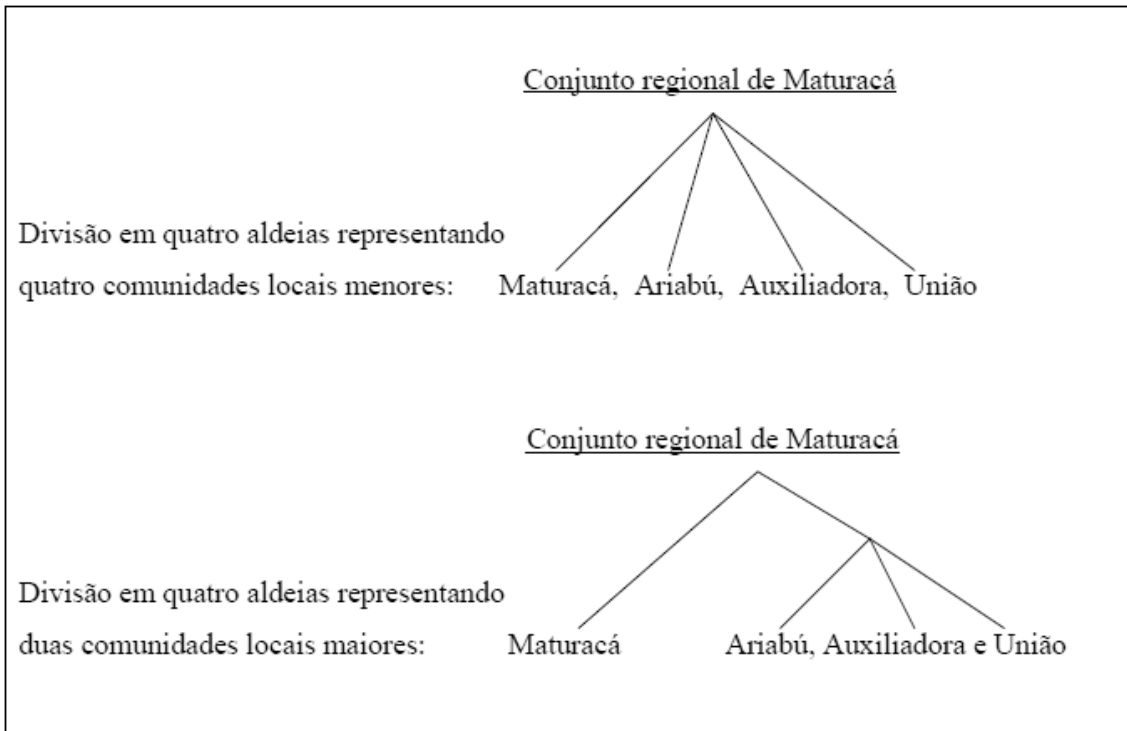 Conjunto regional de Maturacá
Divisão em quatro aldeias representando
quatro comunidades locais menores: Maturacá, Ariabú, Auxiliadora, União
Conjunto regional de Maturacá
Divisão em quatro aldeias representando
duas comunidades locais maiores: Maturacá Ariabú, Auxiliadora e União